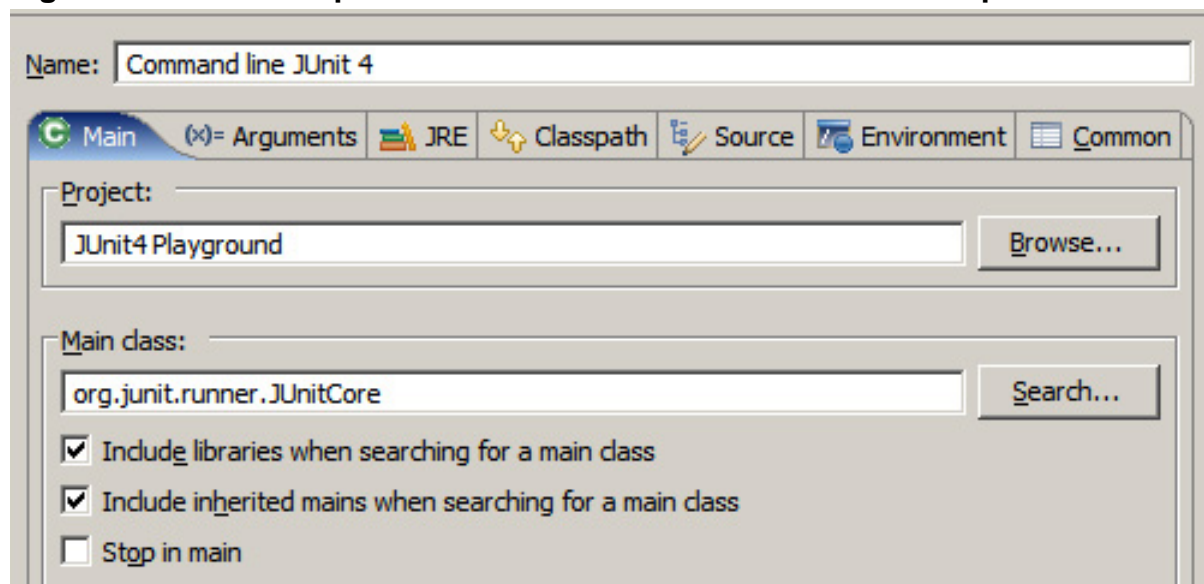 Name: Command line JUnit 4
Main (x)= Arguments JRE Classpath Source Environment Common
Project:
JUnit4 Playground Browse...
Main class:
org.junit.runner.JUnitCore Search...
Include libraries when searching for a main class
Include inherited mains when searching for a main class
Stop in main